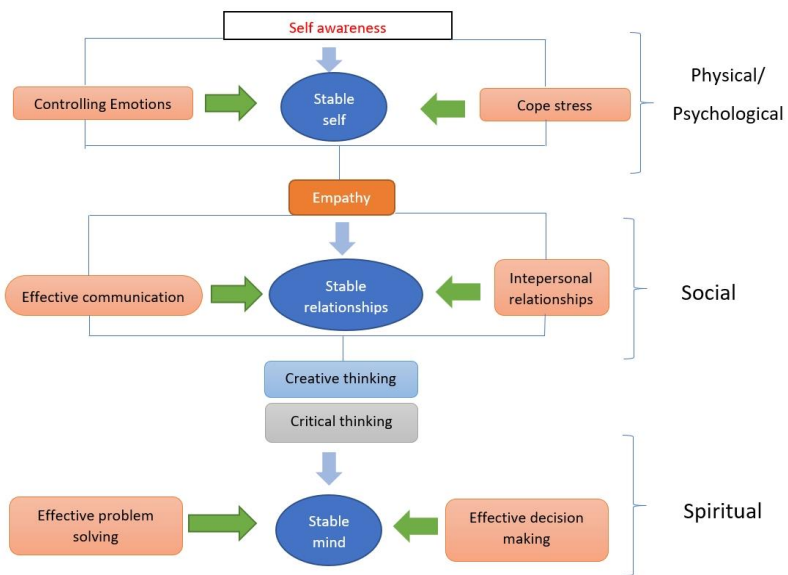 Self awareness
Controlling Emotions
Stable
self
Cope stress
Physical/
Psychological
Empathy
Effective communication
Stable
relationships
Intepersonal
relationships
Social
Creative thinking
Critical thinking
Effective problem
solving
Stable
mind
Effective decision
making
Spiritual